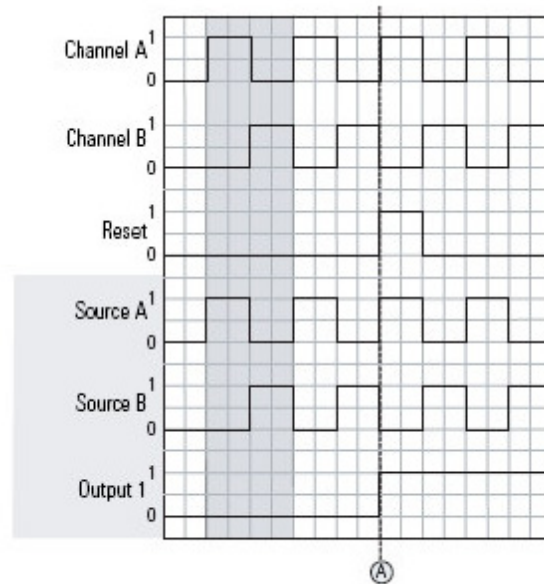 Channel A 1
0
Channel B 1
0
Reset 1
0
Source A 1
0
Source B 1
0
Output 1 1
0
A